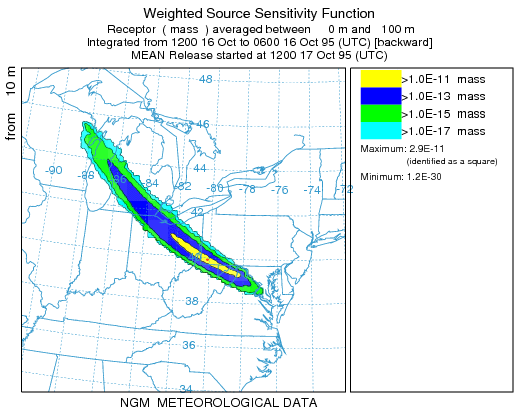 Weighted Source Sensitivity Function
Receptor ( mass ) averaged between 0 m and 100 m
Integrated from 1200 16 Oct to 0600 16 Oct 95 (UTC) [backward]
MEAN Release started at 1200 17 Oct 95 (UTC)
from 10 m
>1.0E-11 mass
>1.0E-13 mass
>1.0E-15 mass
>1.0E-17 mass
Maximum: 2.9E-11
(identified as a square)
Minimum: 1.2E-30
48
46
44
-90 -88 -86 -84 -82 -80 -78 -76 -74 -72
42
40
38
36
34
NGM METEOROLOGICAL DATA